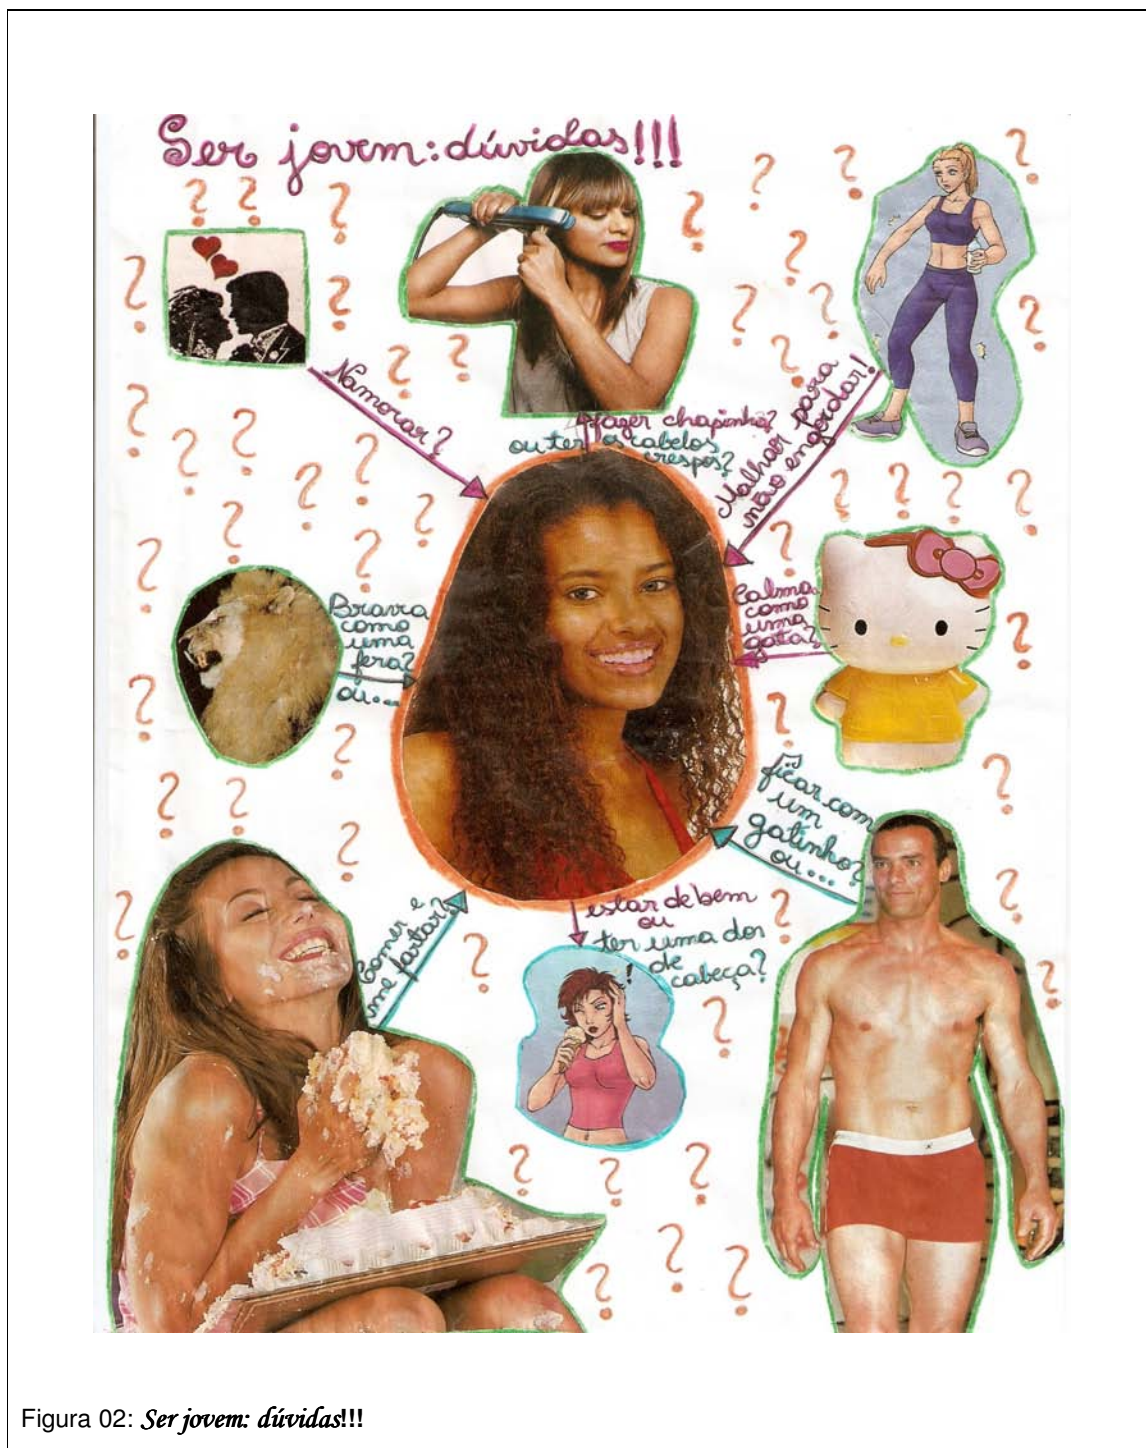 Ser jovem: dúvidas!!!
Namorar?
fazer chapinha?
ou ter os cabelos
crespos?
Malhar para
não engordar!
Brava
como
uma
fera?
ou...
Calma
como
uma
gata?
ficar com
um
gatinho?
ou...
Comer e
me fartar?
estar de bem
ou
ter uma dor
de
cabeça?
!
Figura 02: Ser jovem: dúvidas!!!